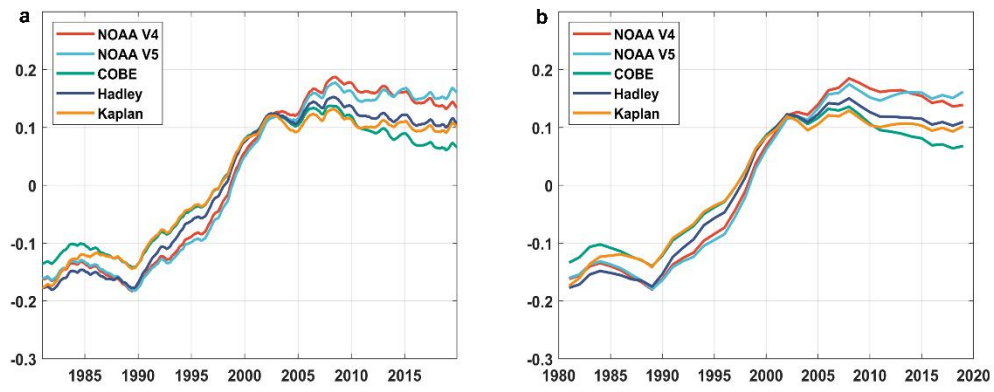 a
NOAA V4
NOAA V5
COBE
Hadley
Kaplan
0.2
0.1
0
-0.1
-0.2
-0.3
1985 1990 1995 2000 2005 2010 2015
b
NOAA V4
NOAA V5
COBE
Hadley
Kaplan
0.2
0.1
0
-0.1
-0.2
-0.3
1980 1985 1990 1995 2000 2005 2010 2015 2020